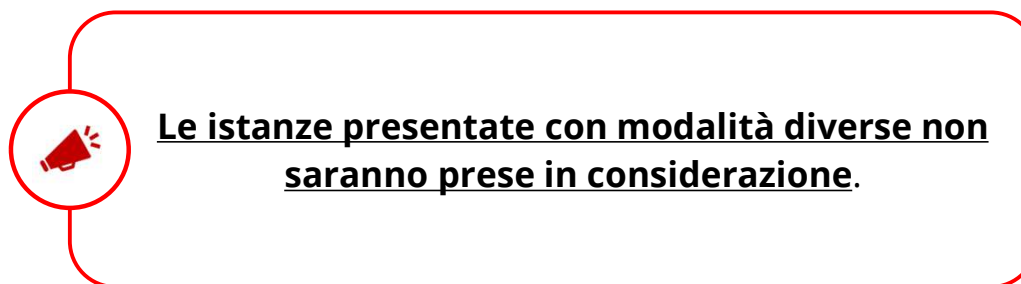 Le istanze presentate con modalità diverse non
saranno prese in considerazione.